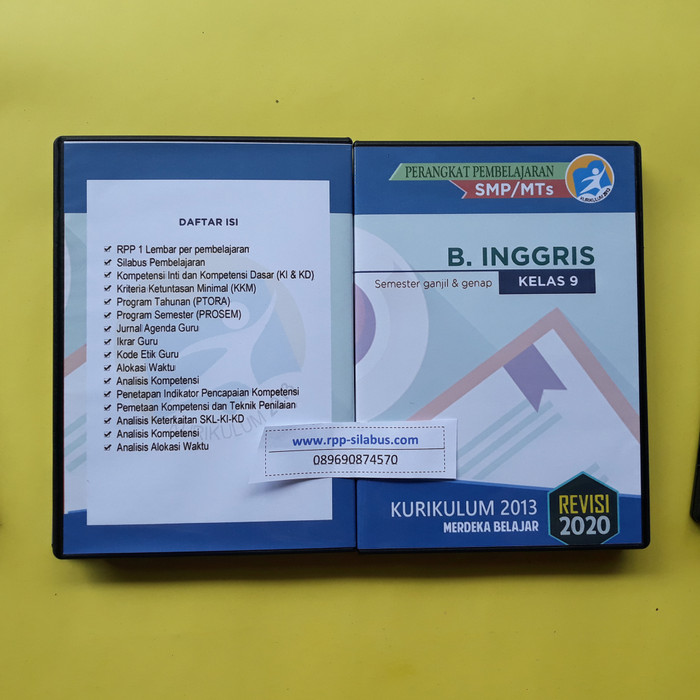 DAFTAR ISI
RPP 1 Lembar per pembelajaran
Silabus Pembelajaran
Kompetensi Inti dan Kompetensi Dasar (KI & KD)
Kriteria Ketuntasan Minimal (KKM)
Program Tahunan (PTORA)
Program Semester (PROSEM)
Jurnal Agenda Guru
Ikrar Guru
Kode Etik Guru
Alokasi Waktu
Analisis Kompetensi
Penetapan Indikator Pencapaian Kompetensi
Pemetaan Kompetensi dan Teknik Penilaian
Analisis Keterkaitan SKL-KI-KD
Analisis Kompetensi
Analisis Alokasi Waktu
PERANGKAT PEMBELAJARAN
SMP/MTs
KURIKULUM 2013
B. INGGRIS
Semester ganjil & genap
KELAS 9
www.rpp-silabus.com
089690874570
KURIKULUM 2013
MERDEKA BELAJAR
REVISI
2020